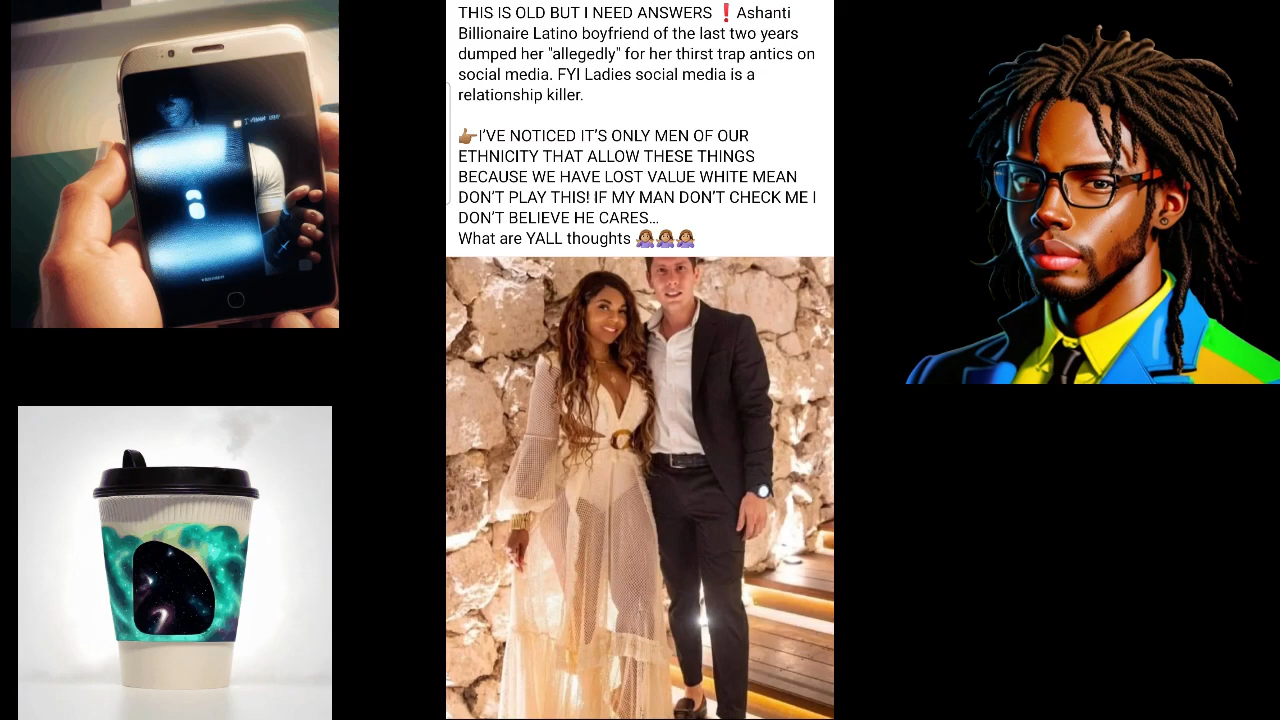 THIS IS OLD BUT I NEED ANSWERS ❗Ashanti
Billionaire Latino boyfriend of the last two years
dumped her "allegedly" for her thirst trap antics on
social media. FYI Ladies social media is a
relationship killer.
👉🏽I'VE NOTICED IT'S ONLY MEN OF OUR
ETHNICITY THAT ALLOW THESE THINGS
BECAUSE WE HAVE LOST VALUE WHITE MEAN
DON'T PLAY THIS! IF MY MAN DON'T CHECK ME I
DON'T BELIEVE HE CARES…
What are YALL thoughts 🙍🏽‍♀️🙍🏽‍♀️🙍🏽‍♀️